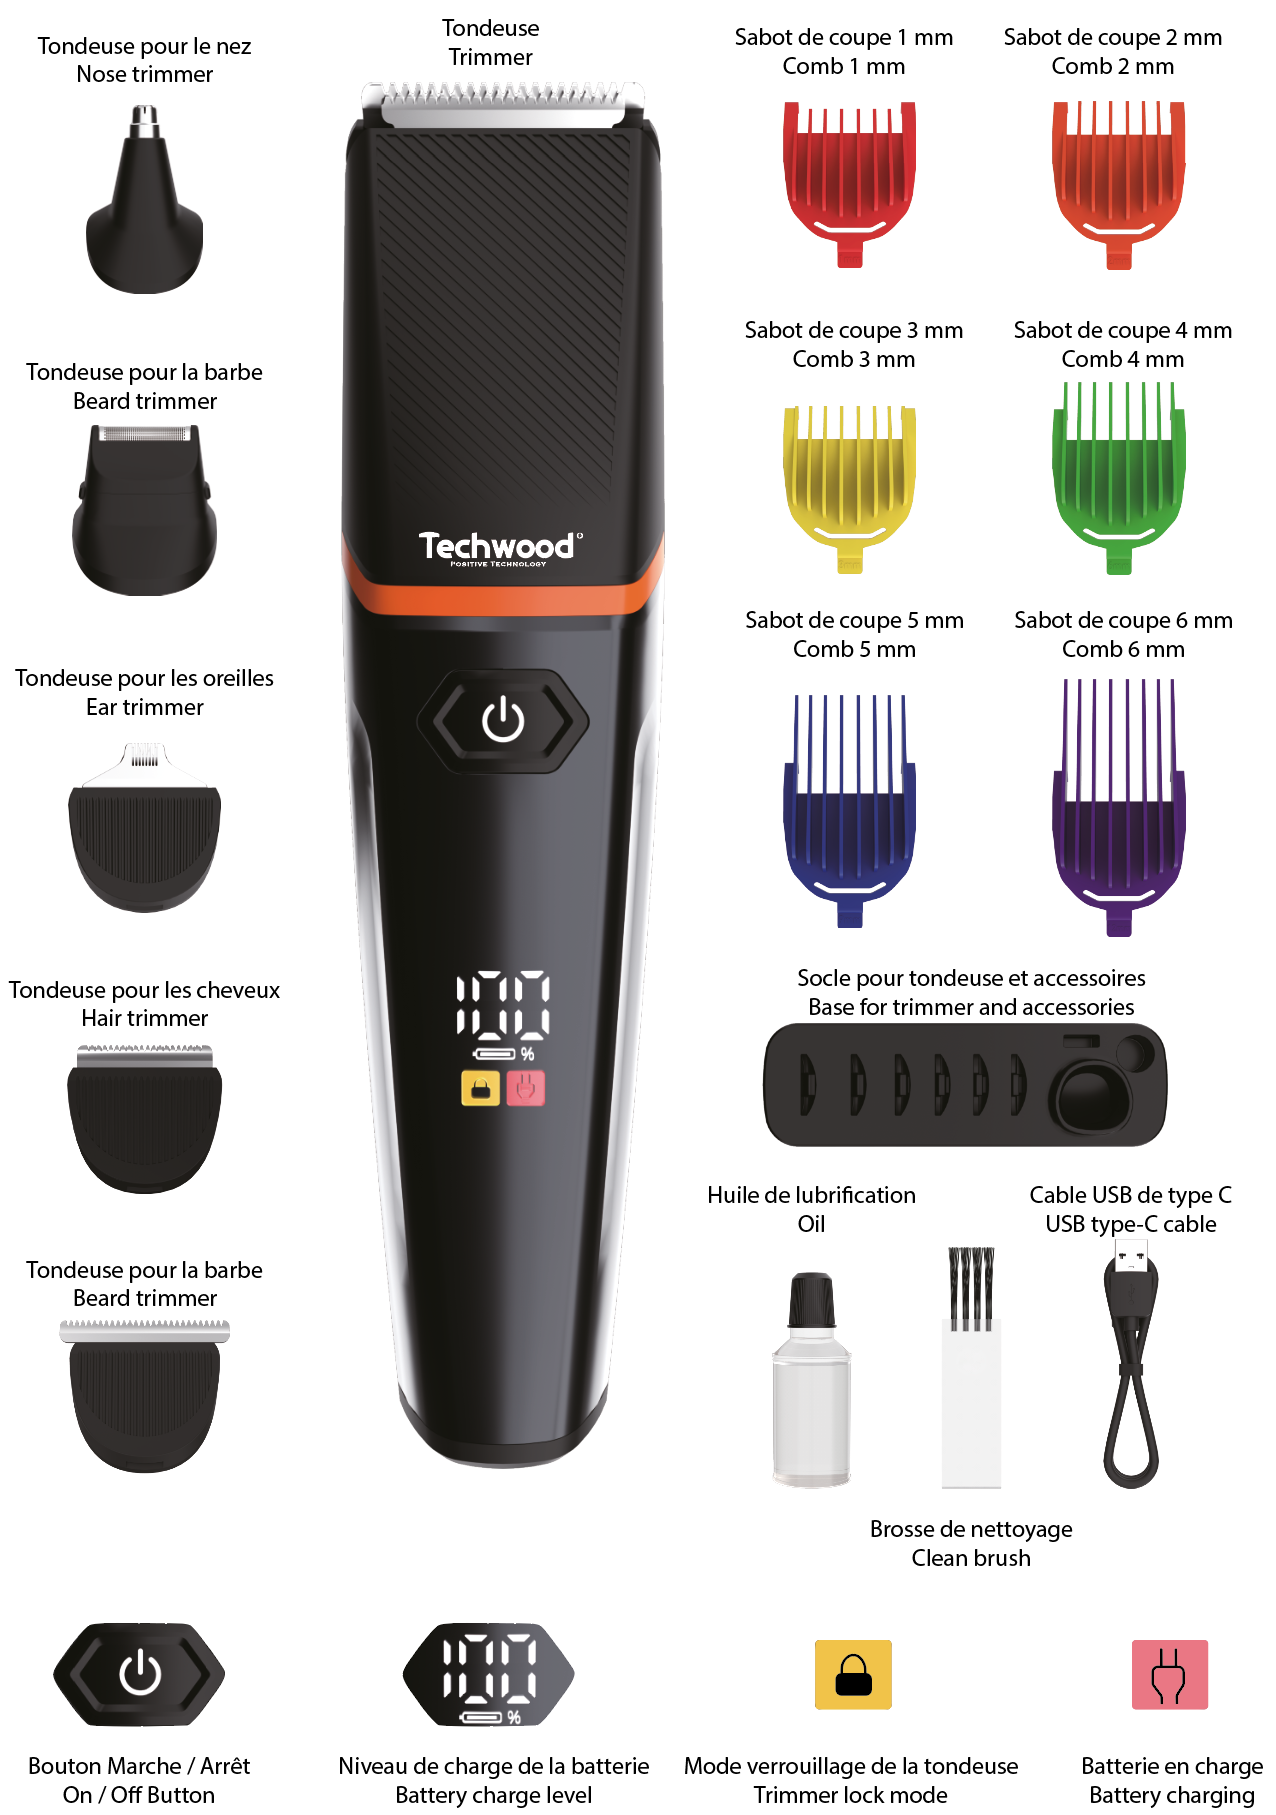 Tondeuse pour le nez
Nose trimmer
Tondeuse
Trimmer
Sabot de coupe 1 mm
Comb 1 mm
Sabot de coupe 2 mm
Comb 2 mm
Tondeuse pour la barbe
Beard trimmer
Sabot de coupe 3 mm
Comb 3 mm
Sabot de coupe 4 mm
Comb 4 mm
Techwood®
POSITIVE TECHNOLOGY
Sabot de coupe 5 mm
Comb 5 mm
Sabot de coupe 6 mm
Comb 6 mm
Tondeuse pour les oreilles
Ear trimmer
Tondeuse pour les cheveux
Hair trimmer
100
%
Socle pour tondeuse et accessoires
Base for trimmer and accessories
Huile de lubrification
Oil
Cable USB de type C
USB type-C cable
Tondeuse pour la barbe
Beard trimmer
Brosse de nettoyage
Clean brush
100
%
Bouton Marche / Arrêt
On / Off Button
Niveau de charge de la batterie
Battery charge level
Mode verrouillage de la tondeuse
Trimmer lock mode
Batterie en charge
Battery charging